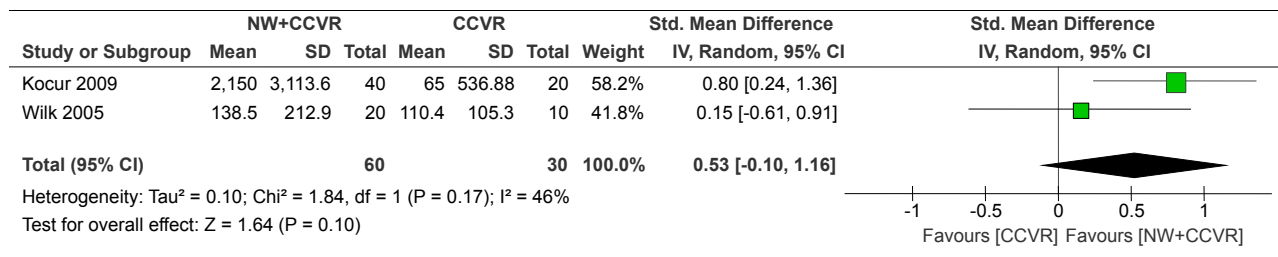 NW+CCVR CCVR Std. Mean Difference Std. Mean Difference
Study or Subgroup Mean SD Total Mean SD Total Weight IV, Random, 95% CI IV, Random, 95% CI
Kocur 2009 2,150 3,113.6 40 65 536.88 20 58.2% 0.80 [0.24, 1.36]
Wilk 2005 138.5 212.9 20 110.4 105.3 10 41.8% 0.15 [-0.61, 0.91]
Total (95% CI) 60 30 100.0% 0.53 [-0.10, 1.16]
Heterogeneity: Tau² = 0.10; Chi² = 1.84, df = 1 (P = 0.17); I² = 46%
Test for overall effect: Z = 1.64 (P = 0.10)
-1 -0.5 0 0.5 1
Favours [CCVR] Favours [NW+CCVR]